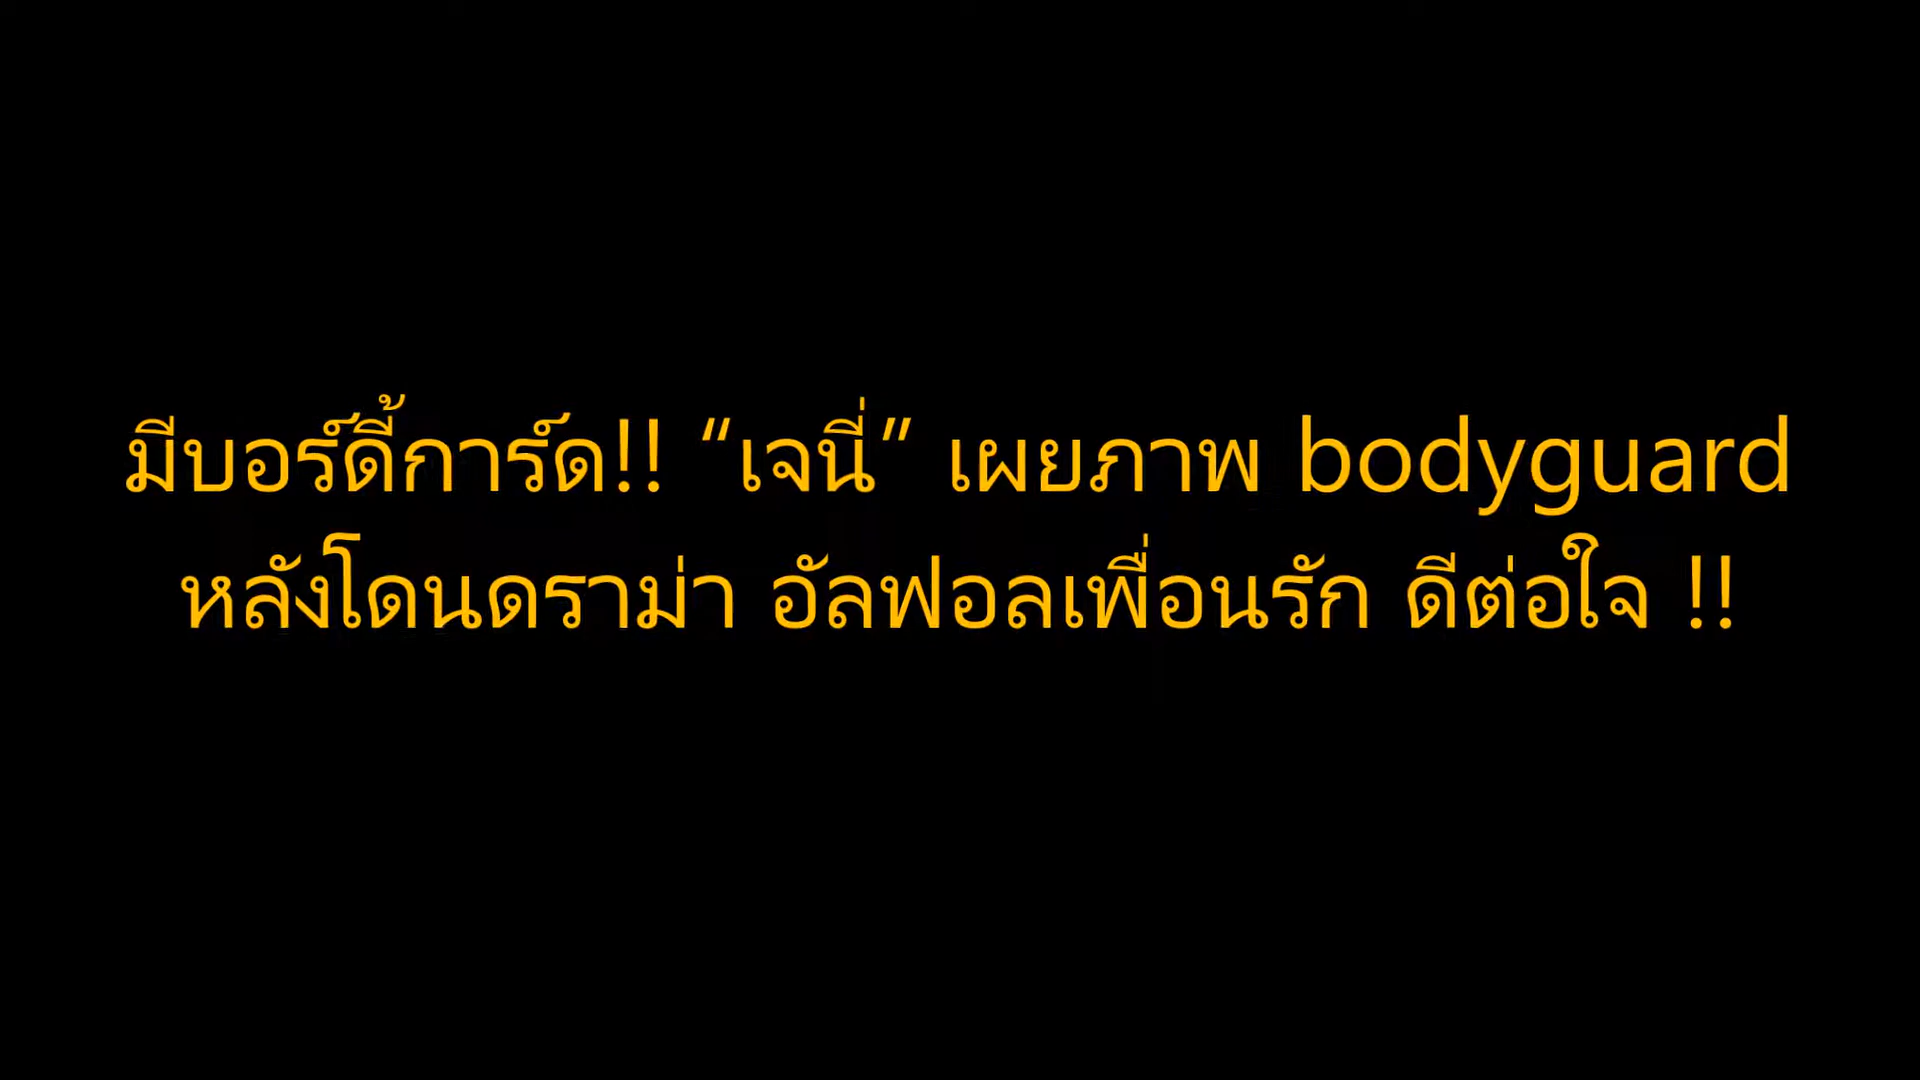 มีบอร์ดี้การ์ด!! “เจนี่” เผยภาพ bodyguard
หลังโดนดราม่า อัลฟอลเพื่อนรัก ดีต่อใจ !!